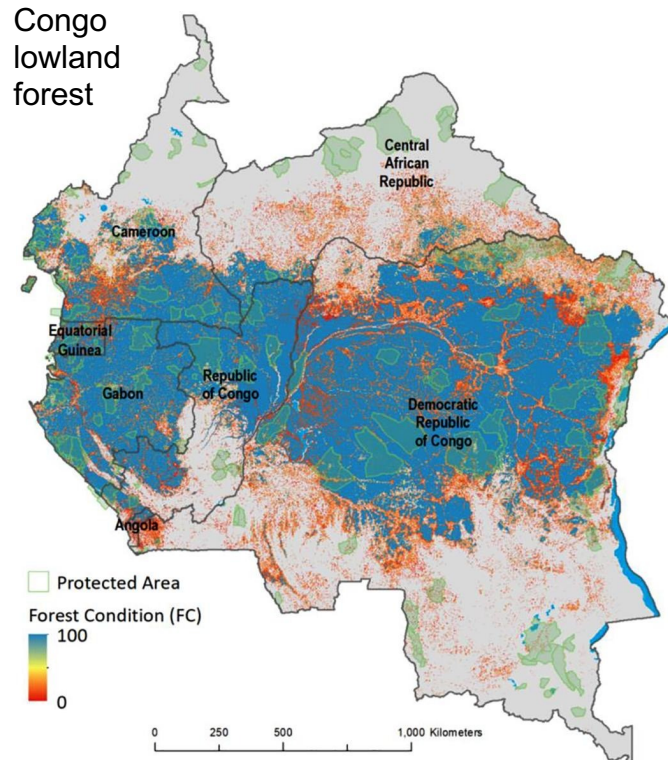 Congo
lowland
forest
Central
African
Republic
Cameroon
Equatorial
Guinea
Gabon
Republic
of Congo
Democratic
Republic
of Congo
Angola
Protected Area
Forest Condition (FC)
100
0
0 250 500 1,000 Kilometers